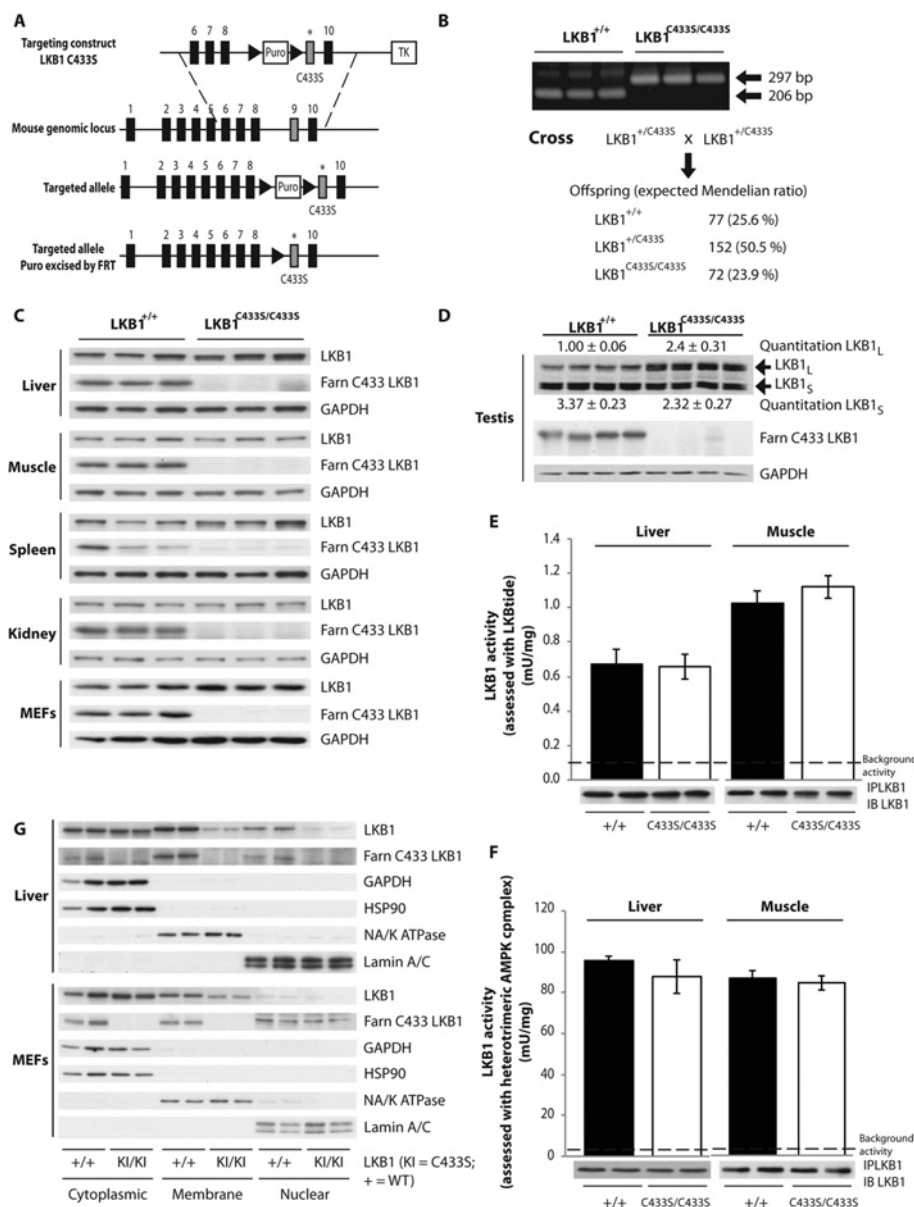 A
Targeting construct
LKB1 C433S
6 7 8 * 10
Puro
TK
C433S
1 2 3 4 5 6 7 8 9 10
Mouse genomic locus
1 2 3 4 5 6 7 8 * 10
Targeted allele
Puro
C433S
1 2 3 4 5 6 7 8 * 10
Targeted allele
Puro excised by FRT
C433S
B
LKB1+/+ LKB1C433S/C433S
297 bp
206 bp
Cross LKB1+/C433S x LKB1+/C433S
Offspring (expected Mendelian ratio)
LKB1+/+ 77 (25.6 %)
LKB1+/C433S 152 (50.5 %)
LKB1C433S/C433S 72 (23.9 %)
C
LKB1+/+ LKB1C433S/C433S
Liver
LKB1
Farn C433 LKB1
GAPDH
Muscle
LKB1
Farn C433 LKB1
GAPDH
Spleen
LKB1
Farn C433 LKB1
GAPDH
Kidney
LKB1
Farn C433 LKB1
GAPDH
MEFs
LKB1
Farn C433 LKB1
GAPDH
D
LKB1+/+ LKB1C433S/C433S
1.00 ± 0.06 2.4 ± 0.31 Quantitation LKB1L
LKB1L
LKB1S
3.37 ± 0.23 2.32 ± 0.27 Quantitation LKB1S
Testis
Farn C433 LKB1
GAPDH
E
Liver Muscle
LKB1 activity
(assessed with LKBtide)
(mU/mg)
1.4
1.2
1.0
0.8
0.6
0.4
0.2
0.0
Background
activity
IPLKB1
IB LKB1
+/+ C433S/C433S +/+ C433S/C433S
F
Liver Muscle
LKB1 activity
(assessed with heterotrimeric AMPK cpmplex)
(mU/mg)
120
100
80
60
40
20
0
Background
activity
IPLKB1
IB LKB1
+/+ C433S/C433S +/+ C433S/C433S
G
Liver
LKB1
Farn C433 LKB1
GAPDH
HSP90
NA/K ATPase
Lamin A/C
MEFs
LKB1
Farn C433 LKB1
GAPDH
HSP90
NA/K ATPase
Lamin A/C
+/+ KI/KI +/+ KI/KI +/+ KI/KI LKB1 (KI = C433S;
+ = WT)
Cytoplasmic Membrane Nuclear